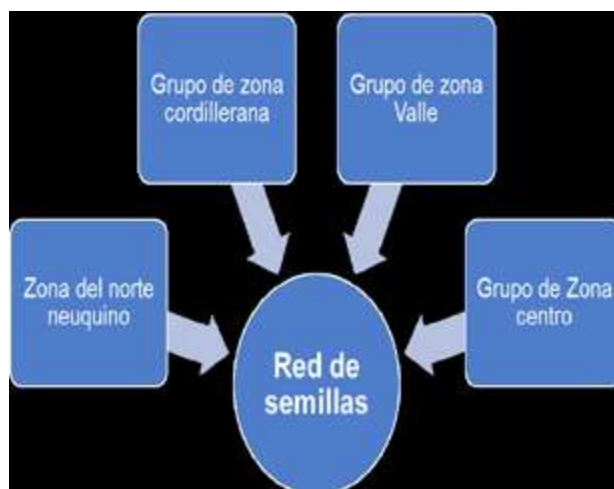 Grupo de zona
cordillerana
Grupo de zona
Valle
Zona del norte
neuquino
Grupo de Zona
centro
Red de
semillas